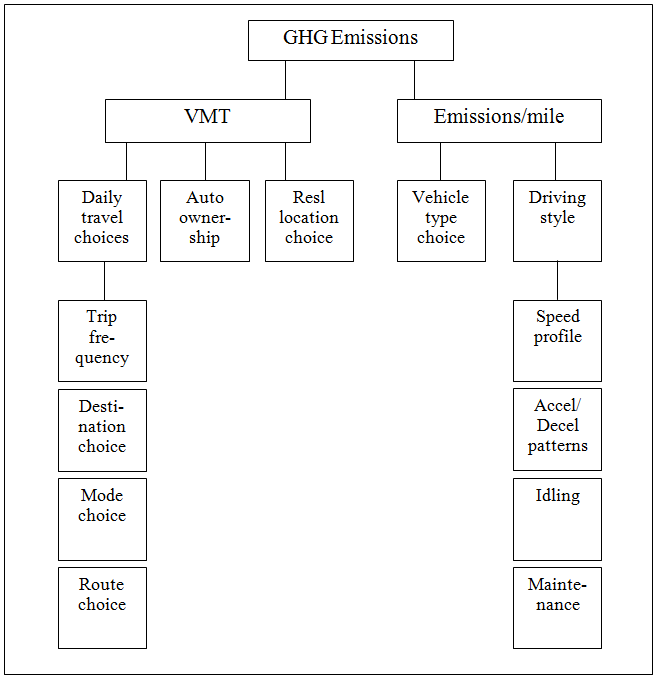 GHG Emissions
VMT
Emissions/mile
Daily
travel
choices
Auto
owner-
ship
Resl
location
choice
Vehicle
type
choice
Driving
style
Trip
fre-
quency
Desti-
nation
choice
Mode
choice
Route
choice
Speed
profile
Accel/
Decel
patterns
Idling
Mainte-
nance